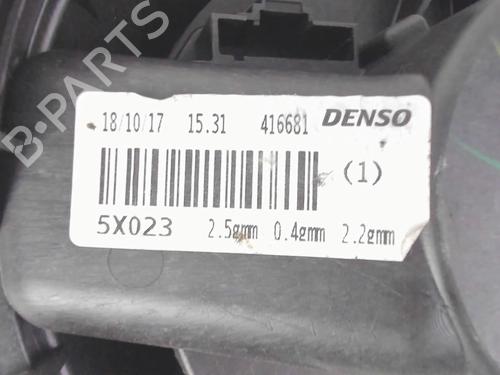 18/10/17 15.31 416681 DENSO
(1)
5X023 2.5gmm 0.4gmm 2.2gmm
B-PARTS